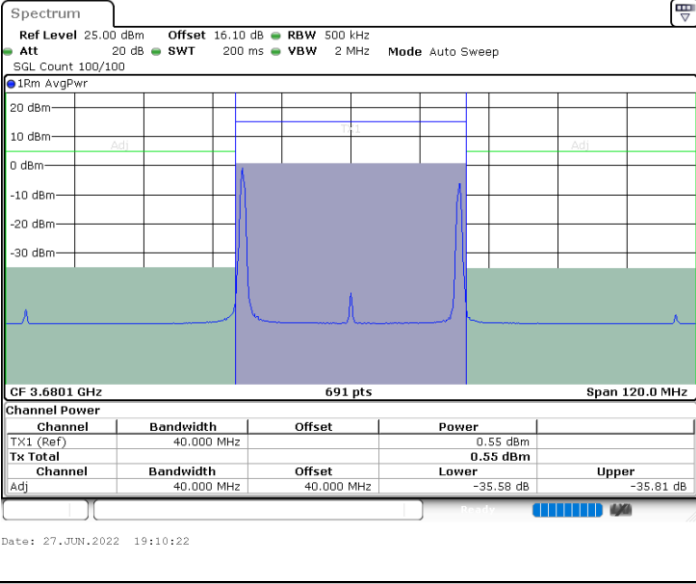 Spectrum
Ref Level 25.00 dBm Offset 16.10 dB RBW 500 kHz
Att 20 dB SWT 200 ms VBW 2 MHz Mode Auto Sweep
SGL Count 100/100
1Rm AvgPwr
20 dBm
TX1
10 dBm
Adj Adj
0 dBm
-10 dBm
-20 dBm
-30 dBm
CF 3.6801 GHz 691 pts Span 120.0 MHz
Channel Power
Channel Bandwidth Offset Power
TX1 (Ref) 40.000 MHz 0.55 dBm
Tx Total 0.55 dBm
Channel Bandwidth Offset Lower Upper
Adj 40.000 MHz 40.000 MHz -35.58 dB -35.81 dB
Ready
Date: 27.JUN.2022 19:10:22